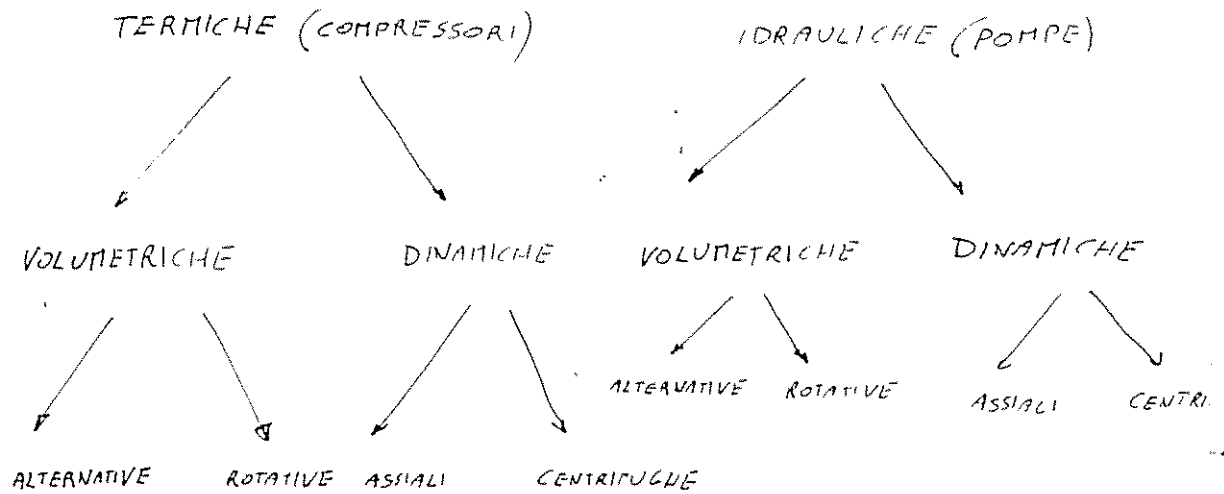 TERMICHE (COMPRESSORI) IDRAULICHE (POMPE)
VOLUMETRICHE DINAMICHE VOLUMETRICHE DINAMICHE
ALTERNATIVE ROTATIVE ASSIALI CENTRI
ALTERNATIVE ROTATIVE ASSIALI CENTRIFUGHE